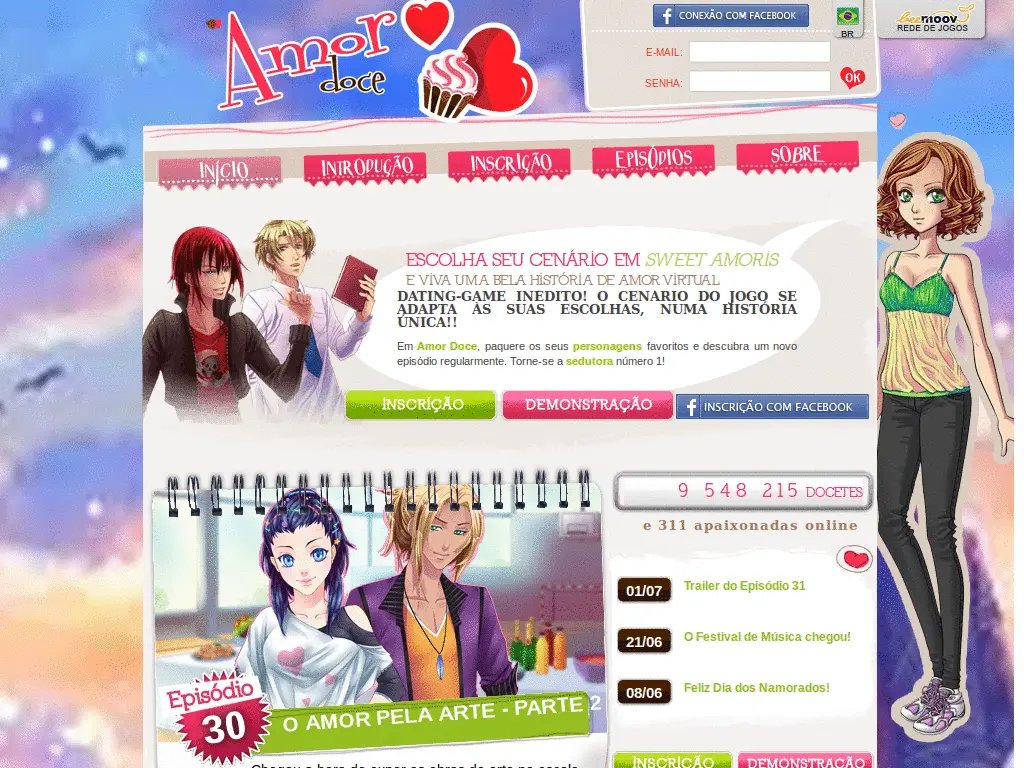 Amor
doce
CONEXÃO COM FACEBOOK
BR
beemoov
REDE DE JOGOS
E-MAIL:
SENHA:
OK
INÍCIO
INTRODUÇÃO
INSCRIÇÃO
EPISÓDIOS
SOBRE
ESCOLHA SEU CENÁRIO EM SWEET AMORIS
E VIVA UMA BELA HISTÓRIA DE AMOR VIRTUAL
DATING-GAME INÉDITO! O CENÁRIO DO JOGO SE
ADAPTA ÀS SUAS ESCOLHAS, NUMA HISTÓRIA
ÚNICA!!
Em Amor Doce, paquere os seus personagens favoritos e descubra um novo
episódio regularmente. Torne-se a sedutora número 1!
INSCRIÇÃO
DEMONSTRAÇÃO
INSCRIÇÃO COM FACEBOOK
9 548 215 DOCETES
e 311 apaixonadas online
01/07
Trailer do Episódio 31
21/06
O Festival de Música chegou!
08/06
Feliz Dia dos Namorados!
Episódio
30
O AMOR PELA ARTE - PARTE 2
INSCRIÇÃO
DEMONSTRAÇÃO